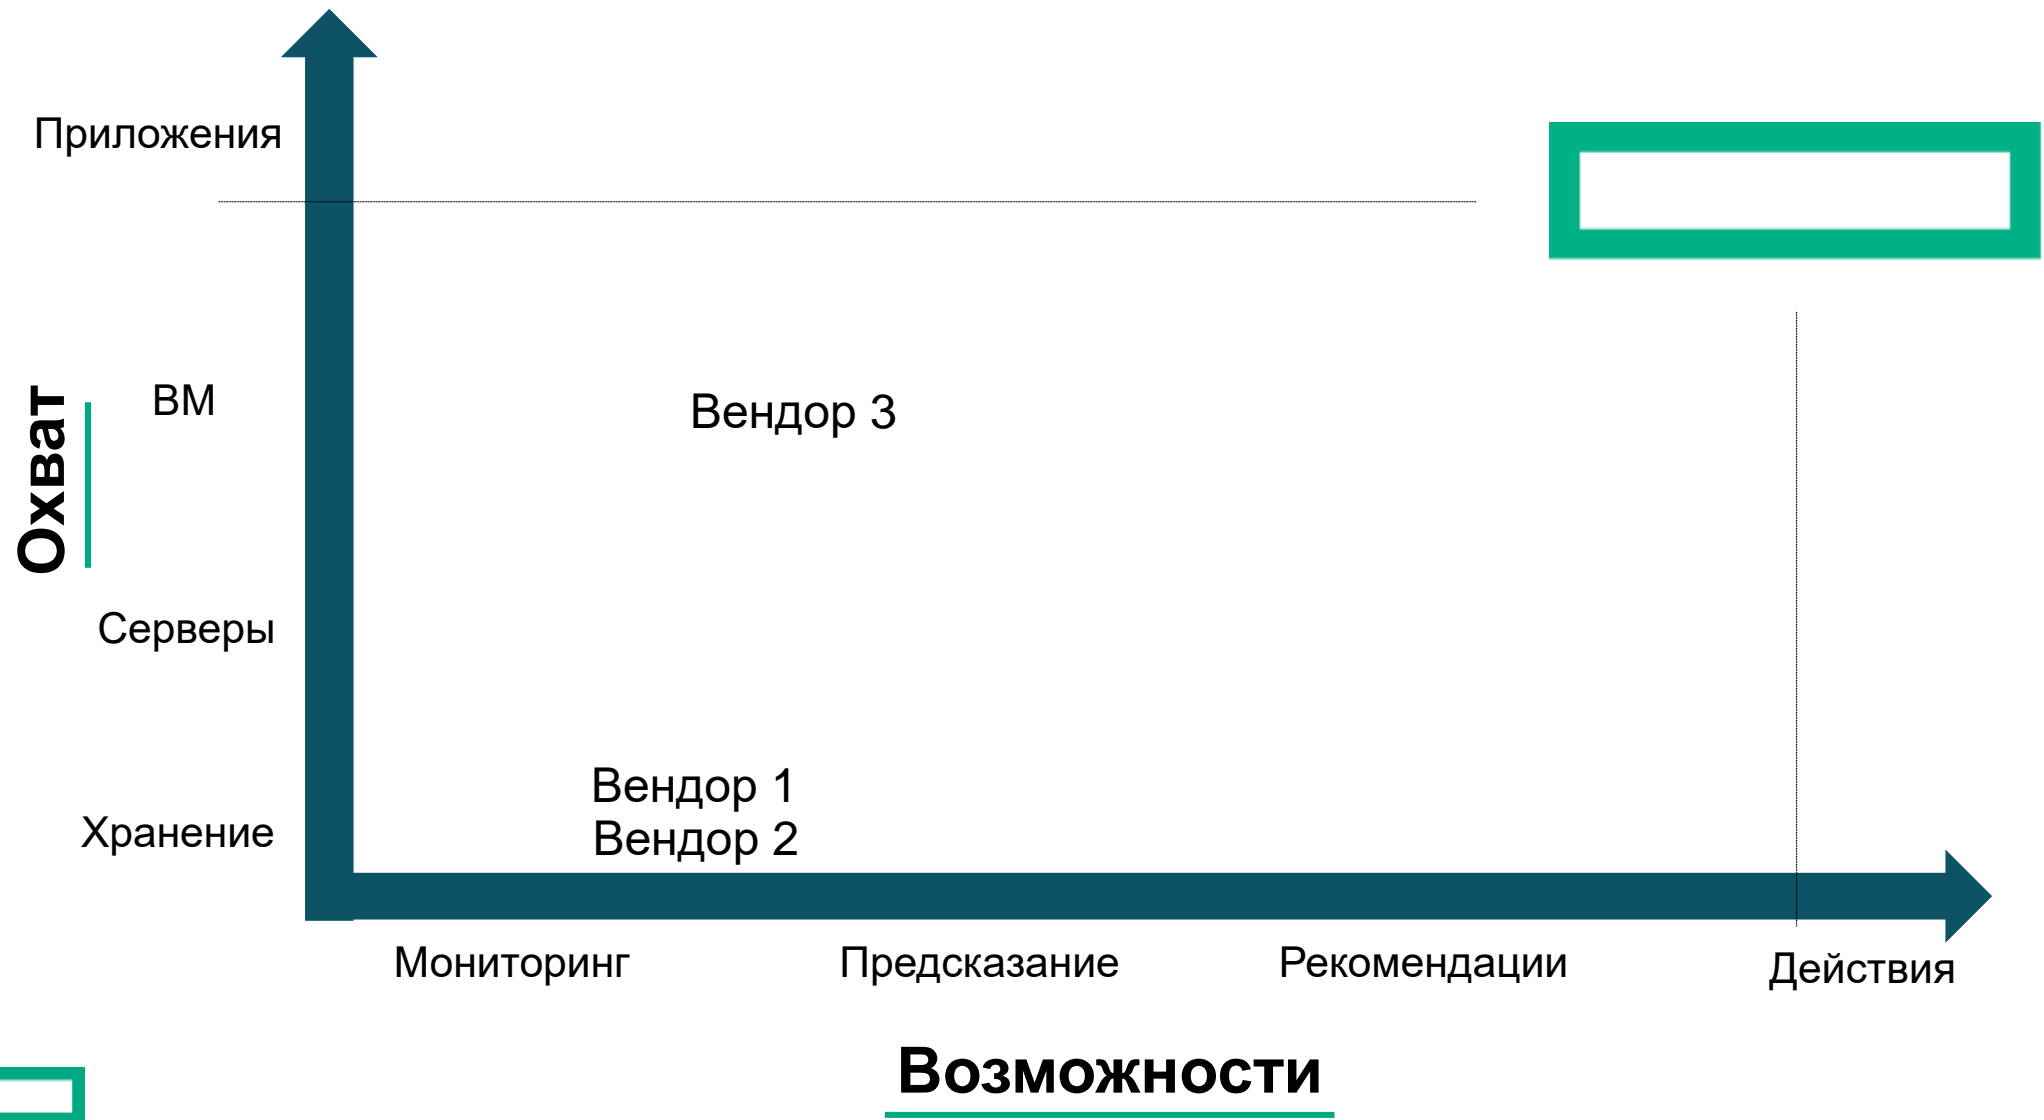 Приложения
ВМ
Вендор 3
Охват
Серверы
Вендор 1
Вендор 2
Хранение
Мониторинг
Предсказание
Рекомендации
Действия
Возможности